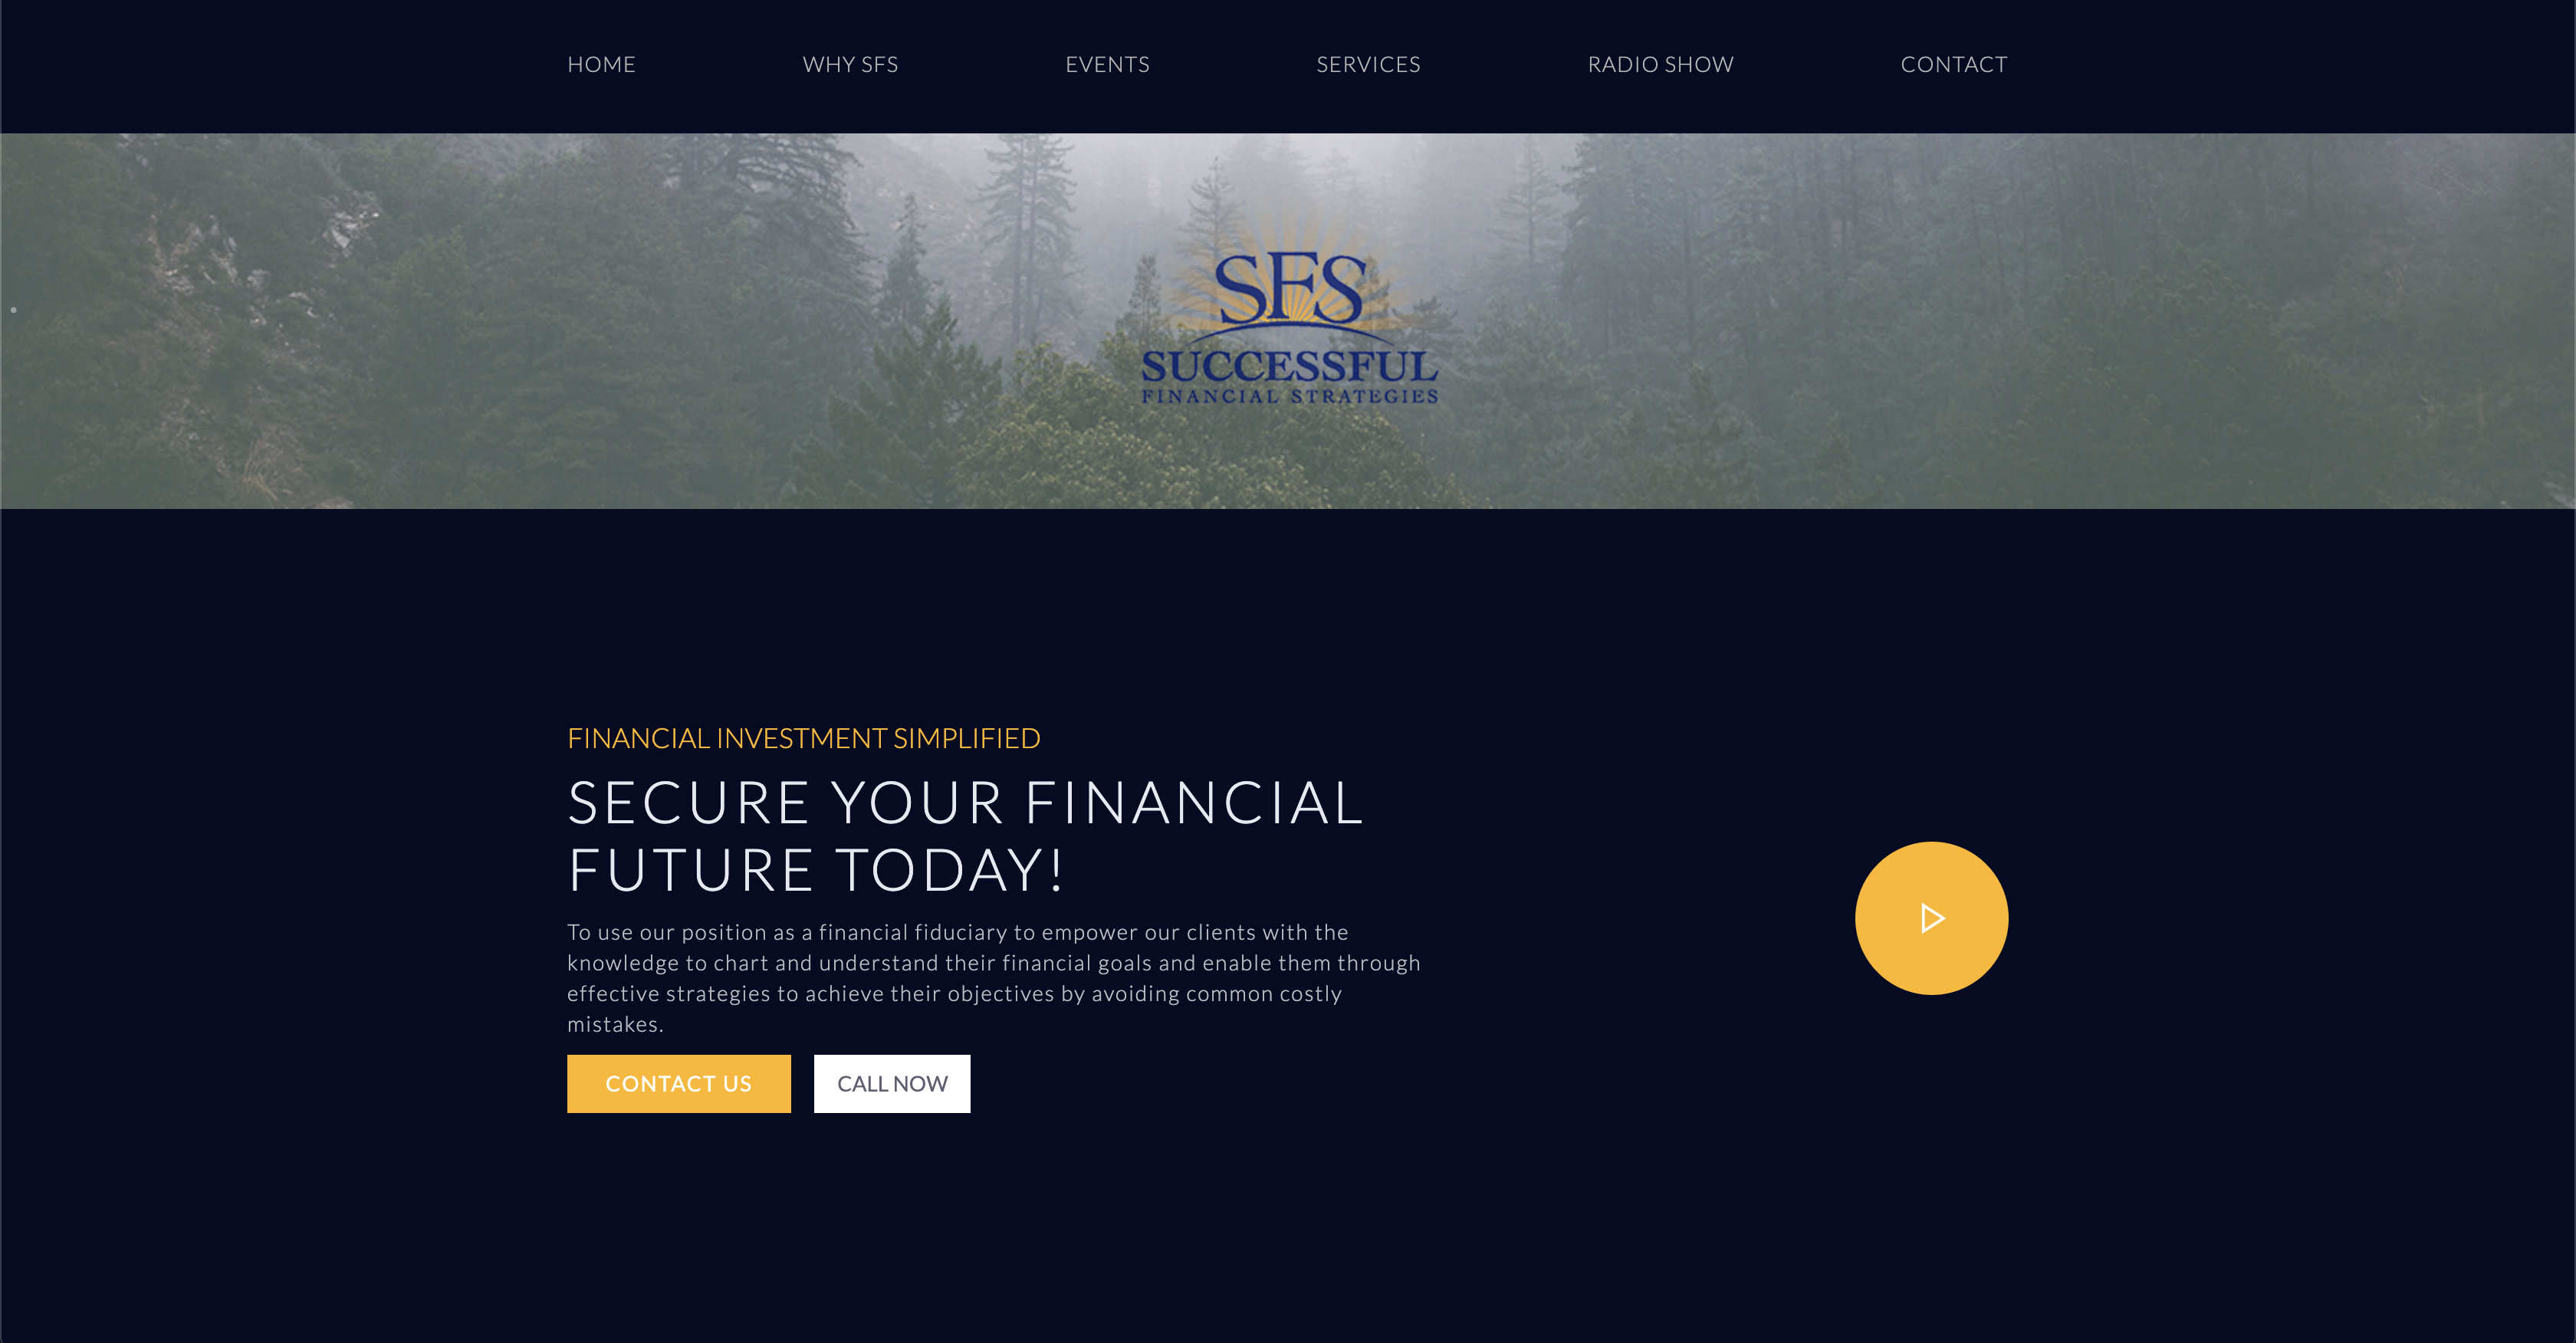 HOME WHY SFS EVENTS SERVICES RADIO SHOW CONTACT
SFS
SUCCESSFUL
FINANCIAL STRATEGIES
FINANCIAL INVESTMENT SIMPLIFIED
SECURE YOUR FINANCIAL
FUTURE TODAY!
To use our position as a financial fiduciary to empower our clients with the
knowledge to chart and understand their financial goals and enable them through
effective strategies to achieve their objectives by avoiding common costly
mistakes.
CONTACT US CALL NOW